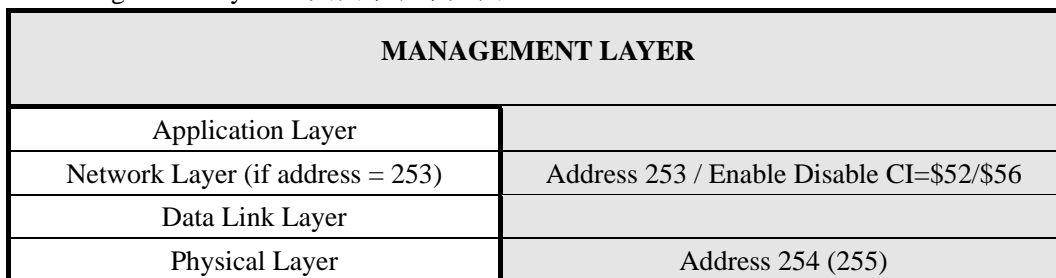 MANAGEMENT LAYER
Application Layer
Network Layer (if address = 253) Address 253 / Enable Disable CI=$52/$56
Data Link Layer
Physical Layer Address 254 (255)